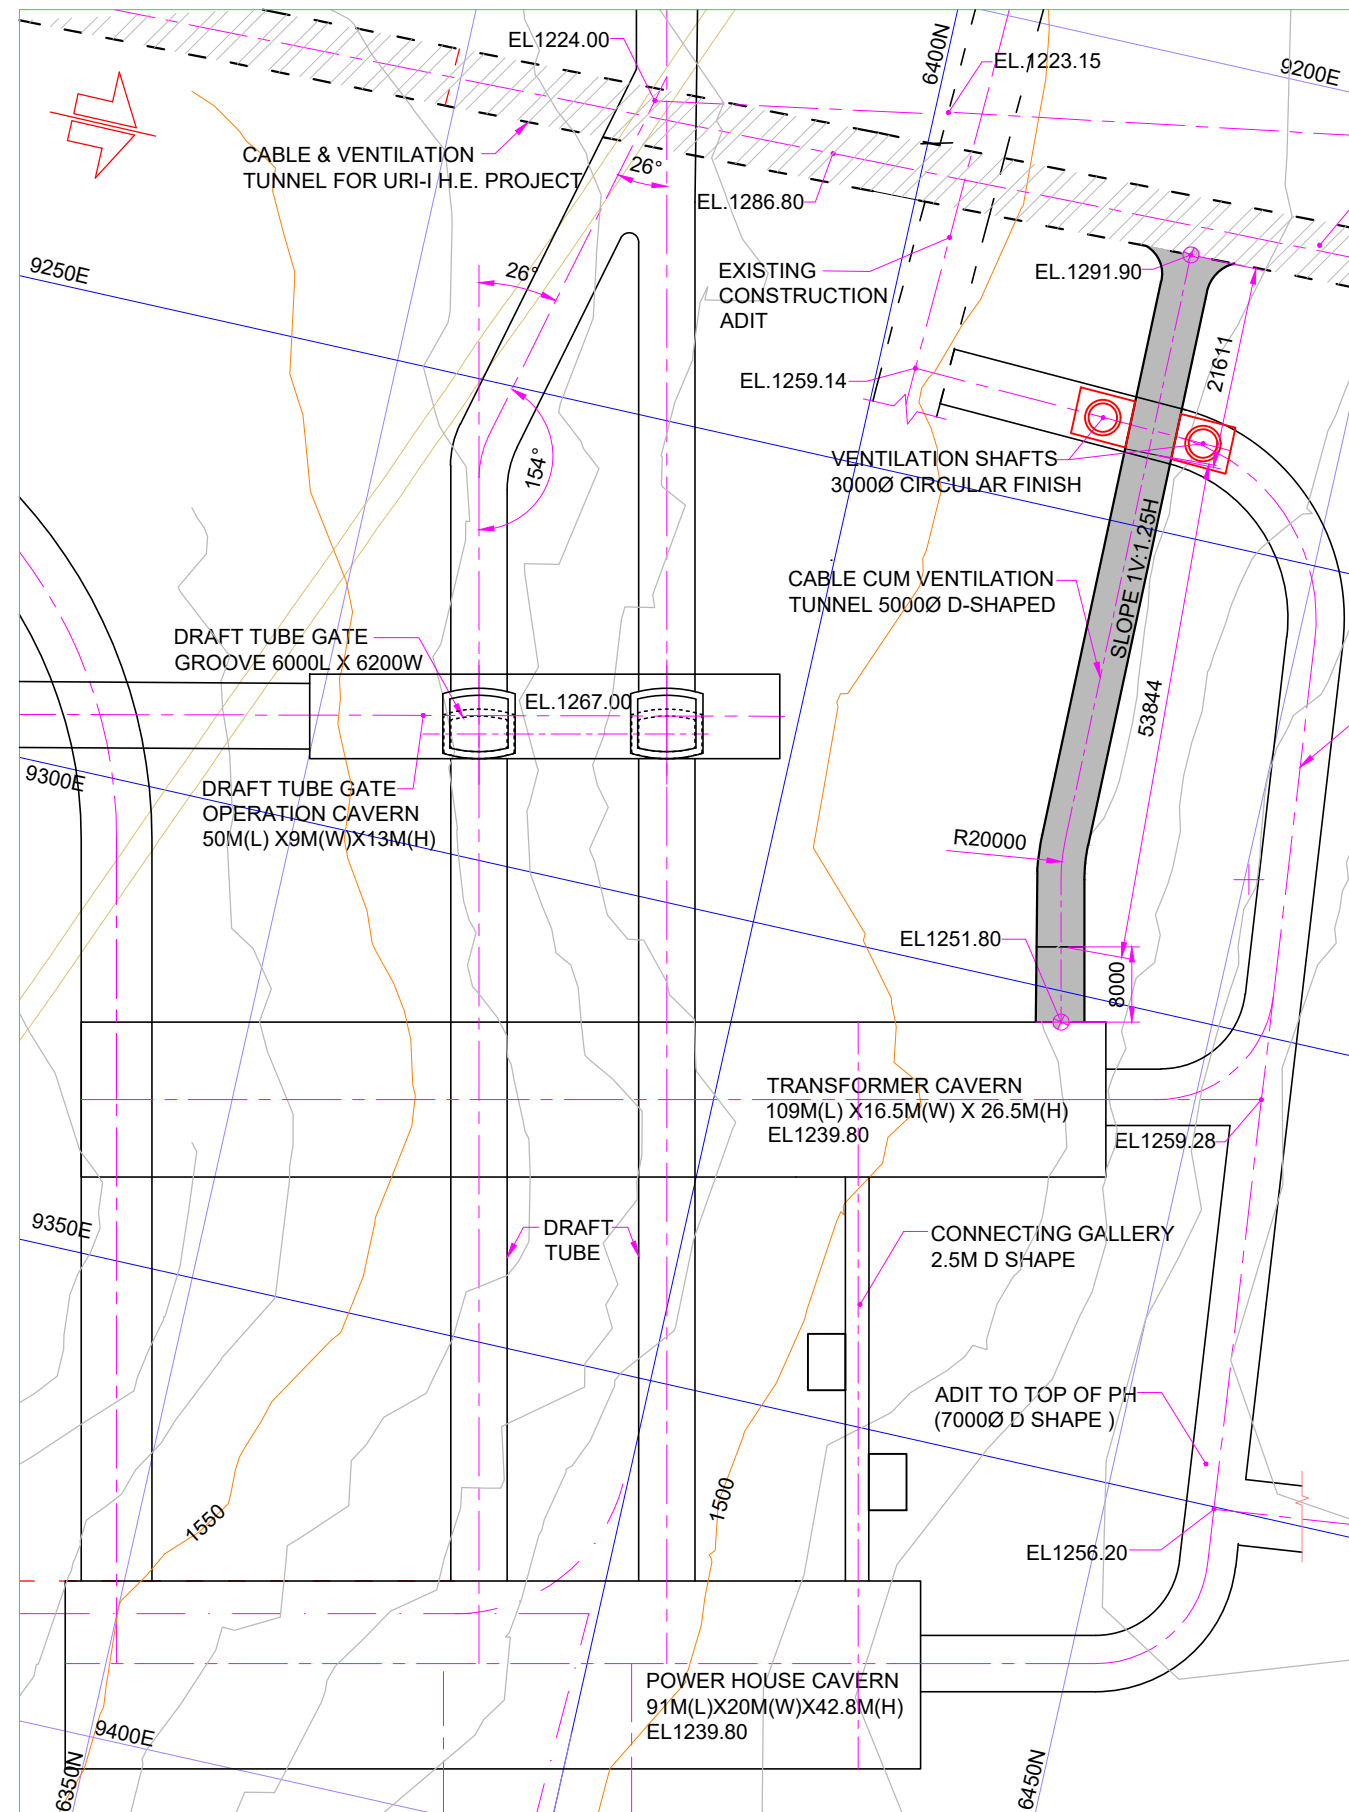 EL1224.00
6400N
EL.1223.15
9200E
CABLE & VENTILATION
TUNNEL FOR URI-I H.E. PROJECT
26°
EL.1286.80
9250E
26°
EXISTING
CONSTRUCTION
ADIT
EL.1291.90
21611
EL.1259.14
154°
VENTILATION SHAFTS
3000Ø CIRCULAR FINISH
SLOPE 1V:1.25H
CABLE CUM VENTILATION
TUNNEL 5000Ø D-SHAPED
DRAFT TUBE GATE
GROOVE 6000L X 6200W
EL.1267.00
53844
9300E
DRAFT TUBE GATE
OPERATION CAVERN
50M(L) X9M(W)X13M(H)
R20000
EL1251.80
8000
TRANSFORMER CAVERN
109M(L) X16.5M(W) X 26.5M(H)
EL1239.80
EL1259.28
9350E
DRAFT
TUBE
CONNECTING GALLERY
2.5M D SHAPE
ADIT TO TOP OF PH
(7000Ø D SHAPE )
1550
1500
EL1256.20
POWER HOUSE CAVERN
91M(L)X20M(W)X42.8M(H)
EL1239.80
9400E
6350N
6450N